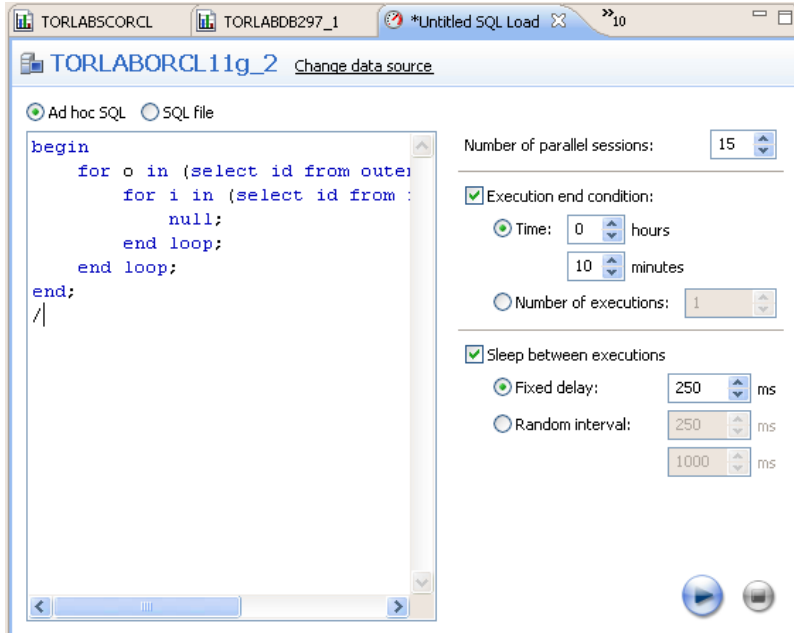 TORLABSCORCL TORLABDB297_1 *Untitled SQL Load »10
TORLABORCL11g_2 Change data source
Ad hoc SQL SQL file
begin
for o in (select id from outer
for i in (select id from
null;
end loop;
end loop;
end;
/
Number of parallel sessions: 15
Execution end condition:
Time: 0 hours
10 minutes
Number of executions: 1
Sleep between executions
Fixed delay: 250 ms
Random interval: 250 ms
1000 ms